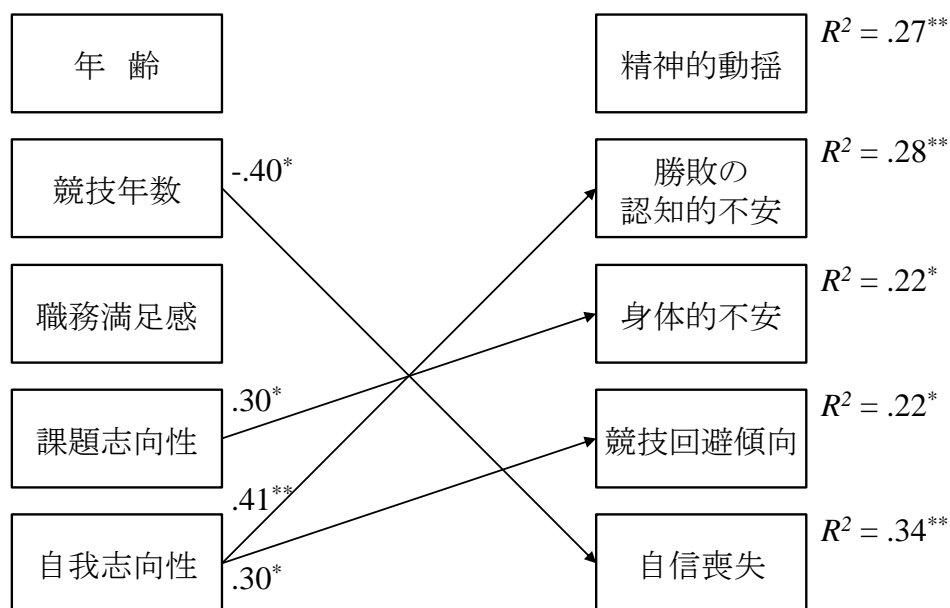 年 齢
競技年数
職務満足感
課題志向性
自我志向性
-.40*
.30*
.41**
.30*
精神的動揺
勝敗の
認知的不安
身体的不安
競技回避傾向
自信喪失
R² = .27**
R² = .28**
R² = .22*
R² = .22*
R² = .34**